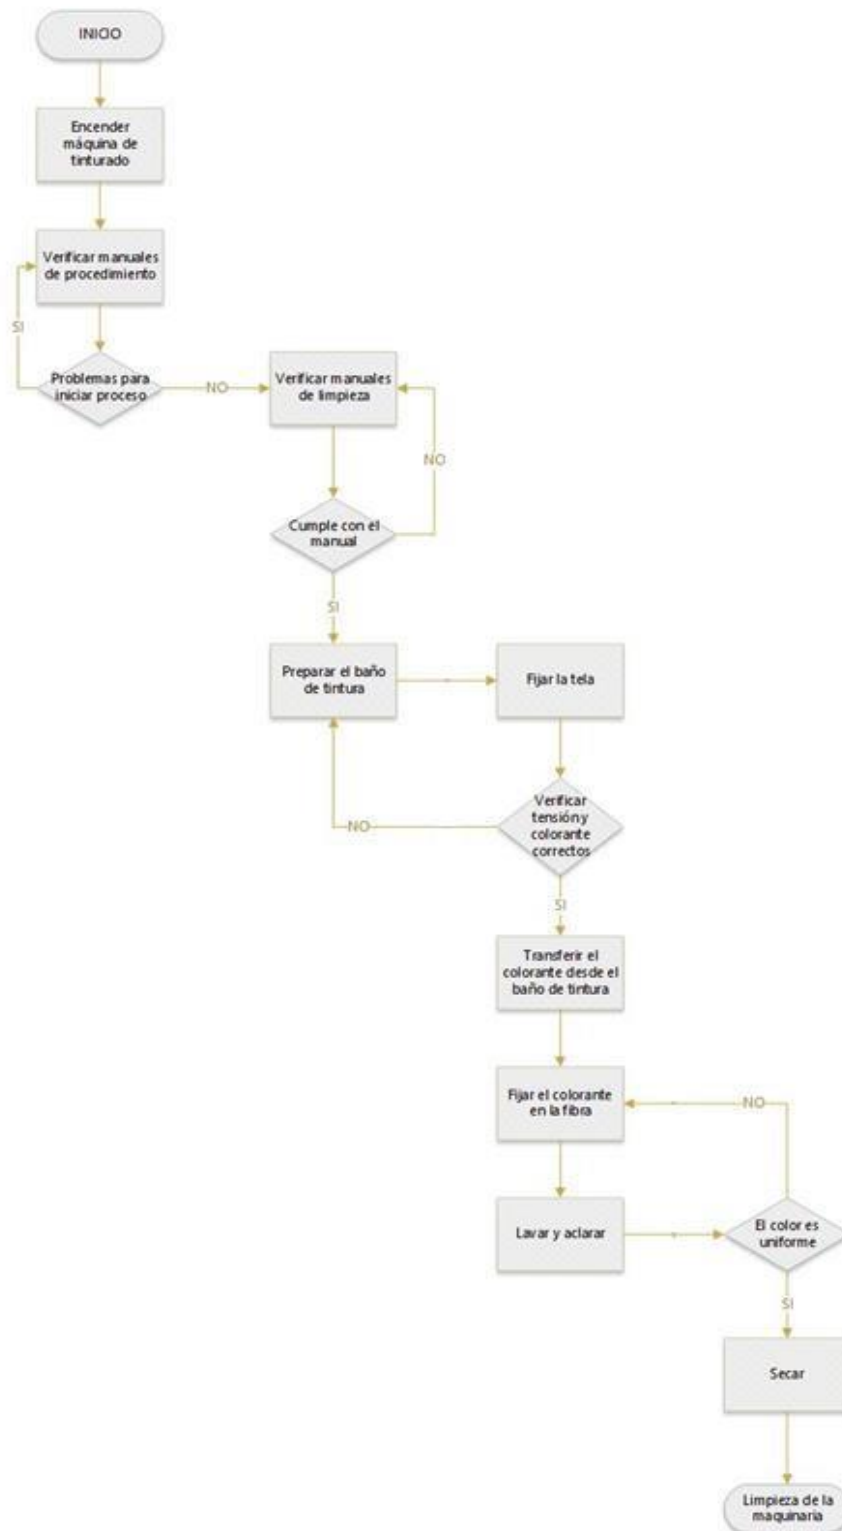 INICIO
Encender
máquina de
tinturado
Verificar manuales
de procedimiento
SI
Problemas para
iniciar proceso
NO
Verificar manuales
de limpieza
NO
Cumple con el
manual
SI
Preparar el baño
de tintura
Fijar la tela
Verificar
tensión y
colorante
correctos
NO
SI
Transferir el
colorante desde el
baño de tintura
Fijar el colorante
en la fibra
NO
Lavar y aclarar
El color es
uniforme
SI
Secar
Limpieza de la
maquinaria